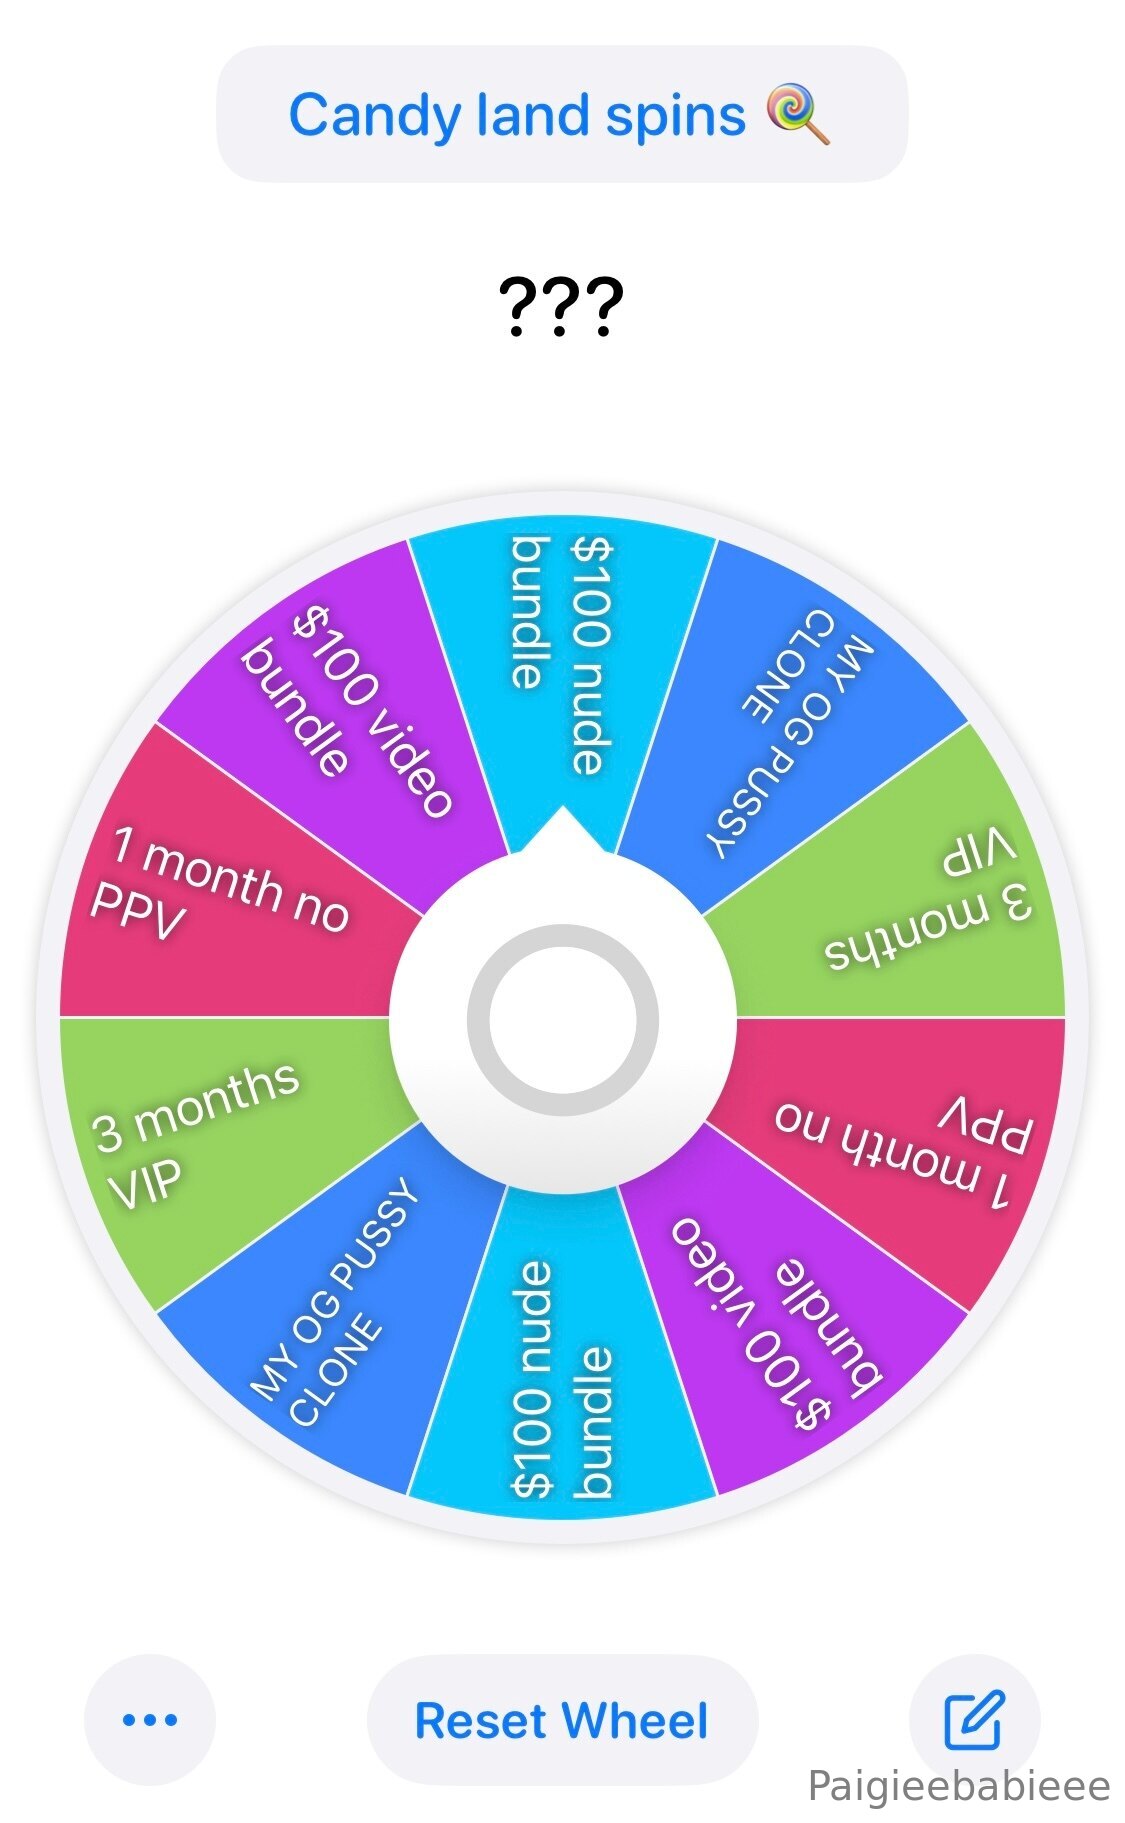 Candy land spins
???
$100 nude
bundle
MY OG PUSSY
CLONE
3 months
VIP
1 month no
PPV
$100 video
bundle
$100 nude
bundle
MY OG PUSSY
CLONE
3 months
VIP
1 month no
PPV
$100 video
bundle
Reset Wheel
Paigieebabieee